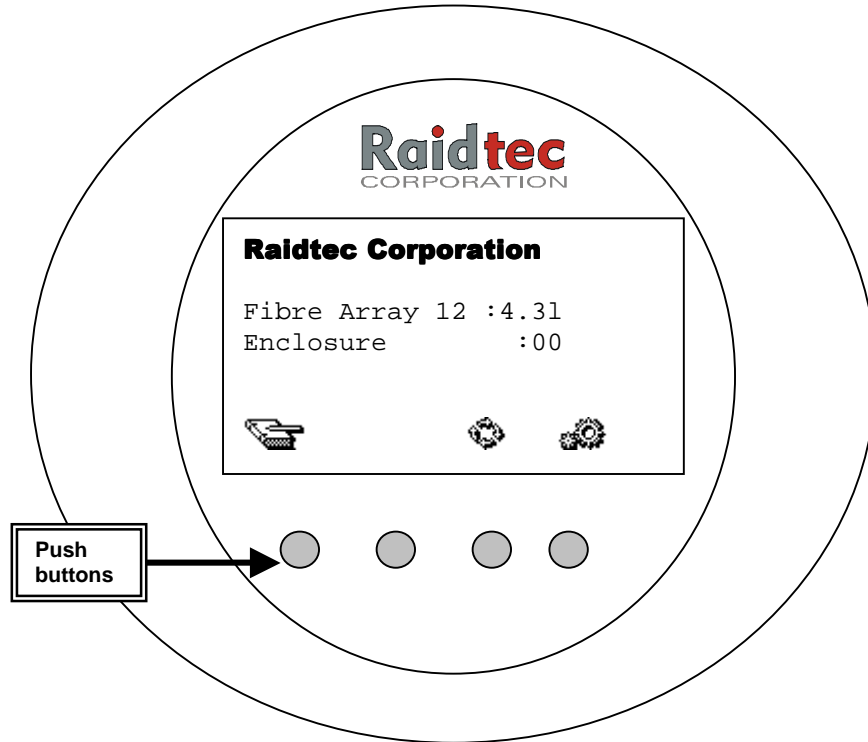 Raidtec
CORPORATION
Raidtec Corporation
Fibre Array 12 :4.3l
Enclosure :00
Push
buttons